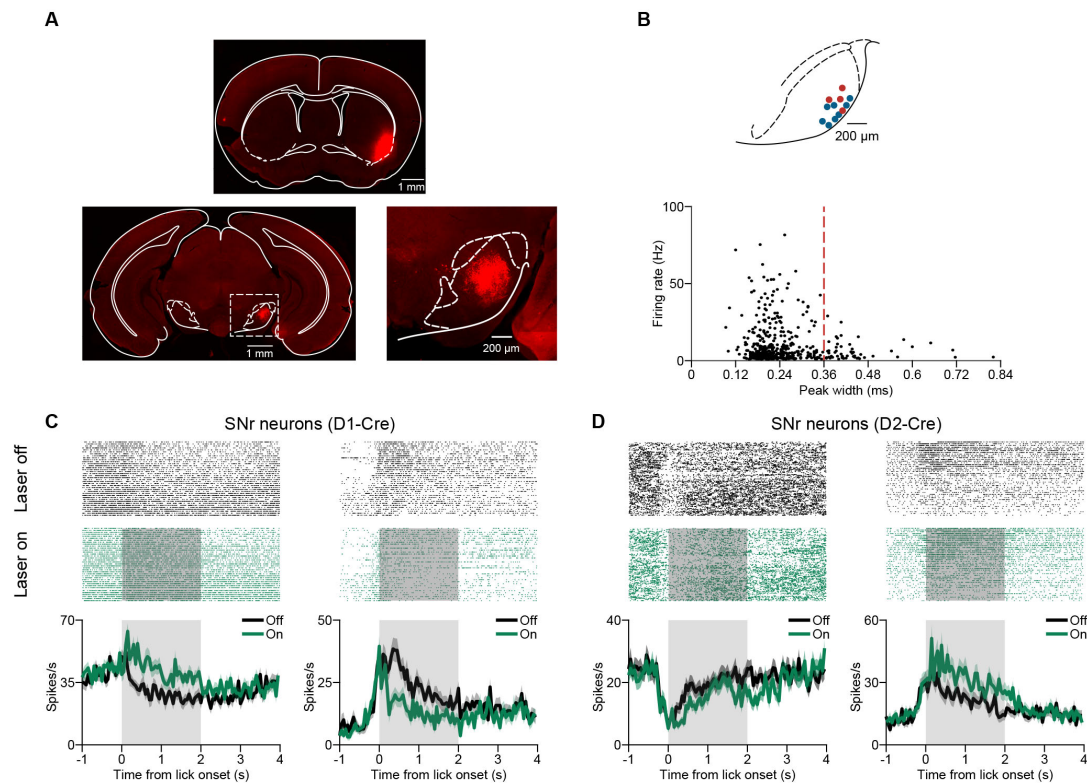 A
1 mm
1 mm
200 µm
B
200 µm
Firing rate (Hz)
100
50
0
0 0.12 0.24 0.36 0.48 0.6 0.72 0.84
Peak width (ms)
C
SNr neurons (D1-Cre)
Laser off
Laser on
Spikes/s
70
35
0
Off
On
-1 0 1 2 3 4
Time from lick onset (s)
Spikes/s
50
25
0
Off
On
-1 0 1 2 3 4
Time from lick onset (s)
D
SNr neurons (D2-Cre)
Spikes/s
40
20
0
Off
On
-1 0 1 2 3 4
Time from lick onset (s)
Spikes/s
60
30
0
Off
On
-1 0 1 2 3 4
Time from lick onset (s)